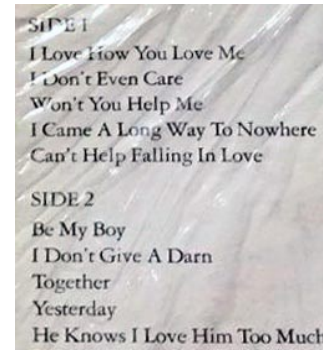 SIDE 1
I Love How You Love Me
I Don't Even Care
Won't You Help Me
I Came A Long Way To Nowhere
Can't Help Falling In Love
SIDE 2
Be My Boy
I Don't Give A Darn
Together
Yesterday
He Knows I Love Him Too Much